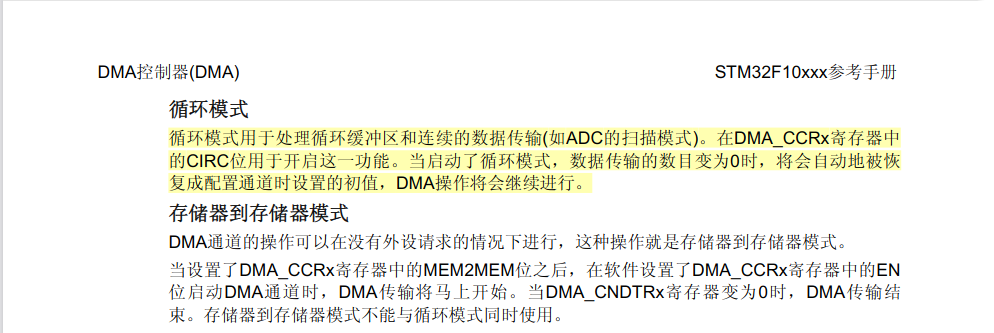 DMA控制器(DMA) STM32F10xxx参考手册
循环模式
循环模式用于处理循环缓冲区和连续的数据传输(如ADC的扫描模式)。在DMA_CCRx寄存器中
的CIRC位用于开启这一功能。当启动了循环模式，数据传输的数目变为0时，将会自动地被恢
复成配置通道时设置的初值，DMA操作将会继续进行。
存储器到存储器模式
DMA通道的操作可以在没有外设请求的情况下进行，这种操作就是存储器到存储器模式。
当设置了DMA_CCRx寄存器中的MEM2MEM位之后，在软件设置了DMA_CCRx寄存器中的EN
位启动DMA通道时，DMA传输将马上开始。当DMA_CNDTRx寄存器变为0时，DMA传输结
束。存储器到存储器模式不能与循环模式同时使用。